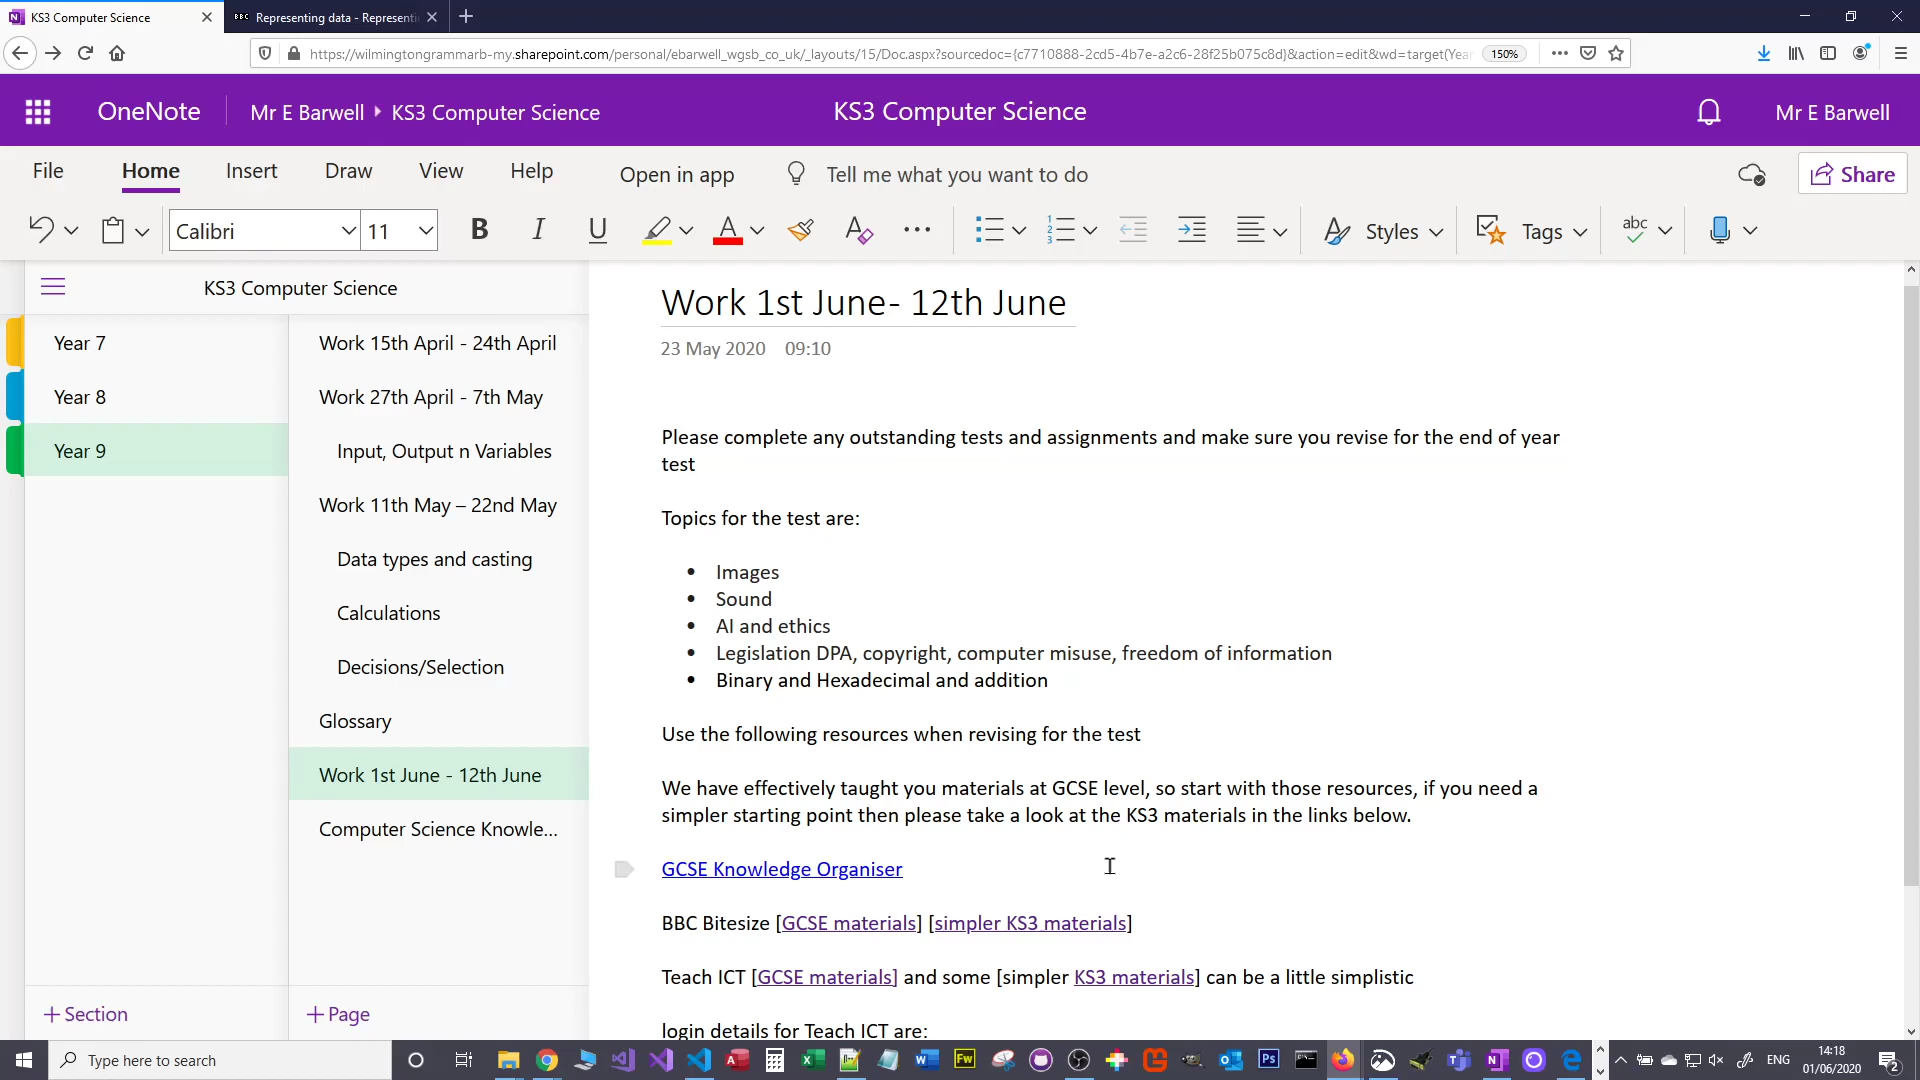 KS3 Computer Science
BBC Representing data - Representi
https://wilmingtongrammarb-my.sharepoint.com/personal/ebarwell_wgsb_co_uk/_layouts/15/Doc.aspx?sourcedoc={c7710888-2cd5-4b7e-a2c6-28f25b075c8d}&action=edit&wd=target(Yea
150%
OneNote
Mr E Barwell KS3 Computer Science
KS3 Computer Science
Mr E Barwell
File Home Insert Draw View Help Open in app Tell me what you want to do
Share
Calibri 11 B I U A A Styles Tags abc
KS3 Computer Science
Year 7
Year 8
Year 9
+ Section
Work 15th April - 24th April
Work 27th April - 7th May
Input, Output n Variables
Work 11th May – 22nd May
Data types and casting
Calculations
Decisions/Selection
Glossary
Work 1st June - 12th June
Computer Science Knowle...
+ Page
Work 1st June- 12th June
23 May 2020 09:10
Please complete any outstanding tests and assignments and make sure you revise for the end of year
test
Topics for the test are:
• Images
• Sound
• AI and ethics
• Legislation DPA, copyright, computer misuse, freedom of information
• Binary and Hexadecimal and addition
Use the following resources when revising for the test
We have effectively taught you materials at GCSE level, so start with those resources, if you need a
simpler starting point then please take a look at the KS3 materials in the links below.
GCSE Knowledge Organiser
BBC Bitesize [GCSE materials] [simpler KS3 materials]
Teach ICT [GCSE materials] and some [simpler KS3 materials] can be a little simplistic
login details for Teach ICT are:
Type here to search
Fw
Ps
ENG
14:18
01/06/2020
2